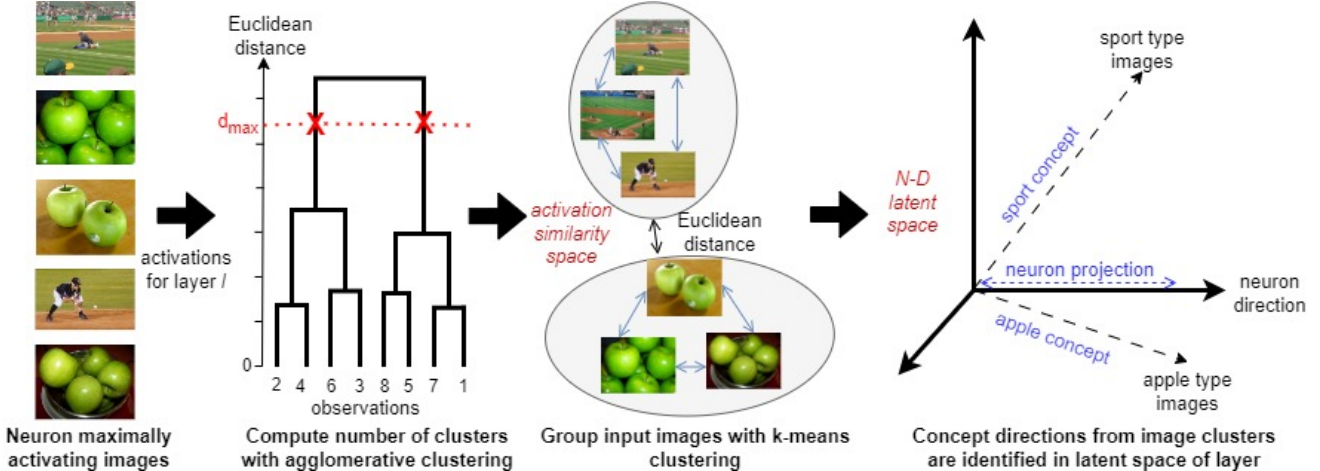 Euclidean
distance
d_max
0
2 4 6 3 8 5 7 1
observations
activations
for layer l
activation
similarity
space
Euclidean
distance
N-D
latent
space
sport type
images
sport concept
neuron projection
neuron
direction
apple concept
apple type
images
Neuron maximally
activating images
Compute number of clusters
with agglomerative clustering
Group input images with k-means
clustering
Concept directions from image clusters
are identified in latent space of layer